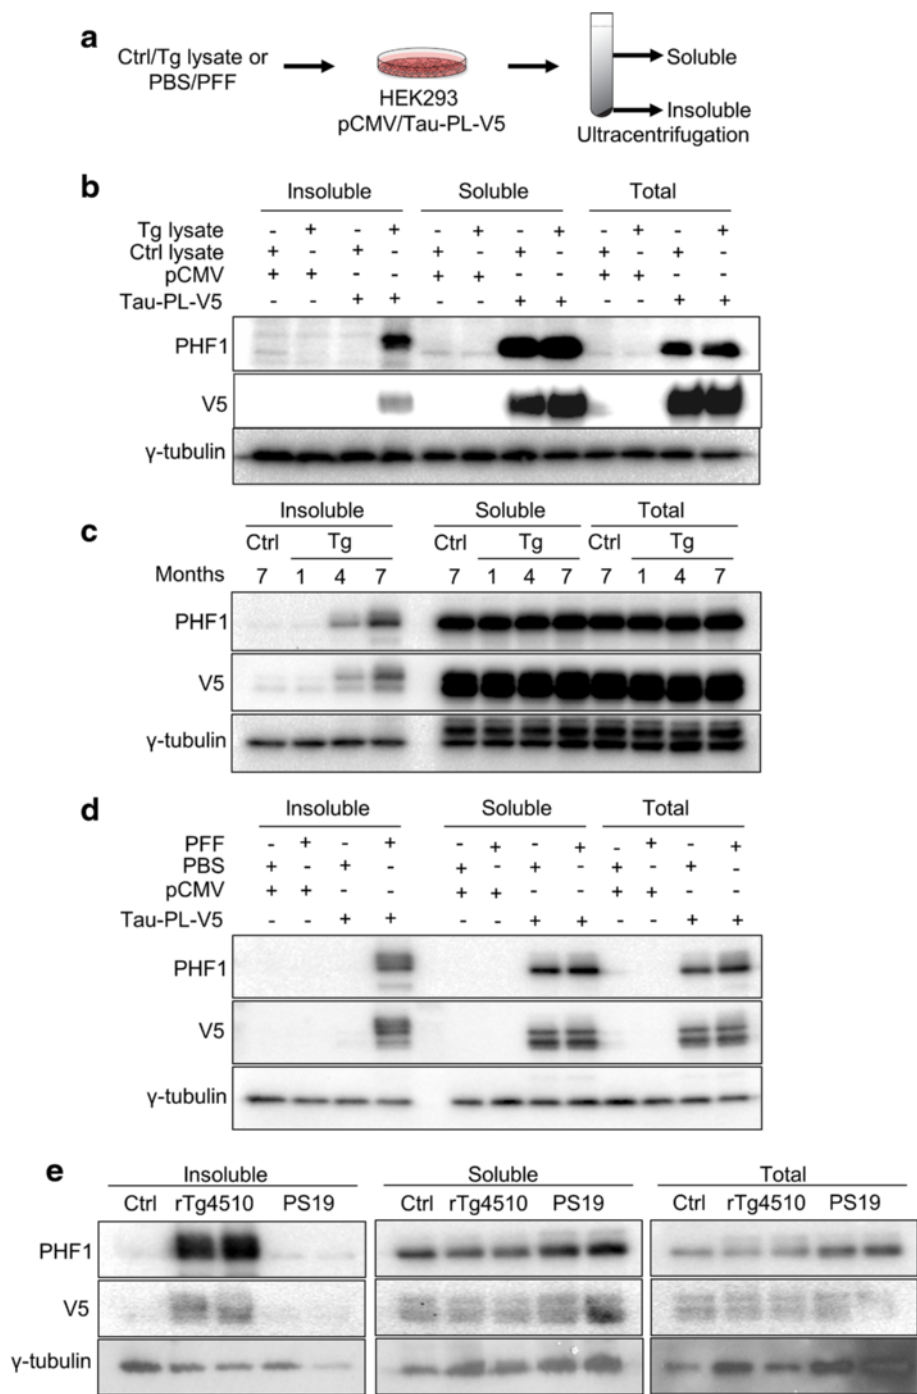 a
Ctrl/Tg lysate or
PBS/PFF
HEK293
pCMV/Tau-PL-V5
Soluble
Insoluble
Ultracentrifugation
b
Insoluble Soluble Total
Tg lysate - + - + - + - + - + - +
Ctrl lysate + - + - + - + - + - + -
pCMV + + - - + + - - + + - -
Tau-PL-V5 - - + + - - + + - - + +
PHF1
V5
γ-tubulin
c
Insoluble Soluble Total
Ctrl Tg Ctrl Tg Ctrl Tg
Months 7 1 4 7 7 1 4 7 7 1 4 7
PHF1
V5
γ-tubulin
d
Insoluble Soluble Total
PFF - + - + - + - + - + - +
PBS + - + - + - + - + - + -
pCMV + + - - + + - - + + - -
Tau-PL-V5 - - + + - - + + - - + +
PHF1
V5
γ-tubulin
e
Insoluble Soluble Total
Ctrl rTg4510 PS19 Ctrl rTg4510 PS19 Ctrl rTg4510 PS19
PHF1
V5
γ-tubulin